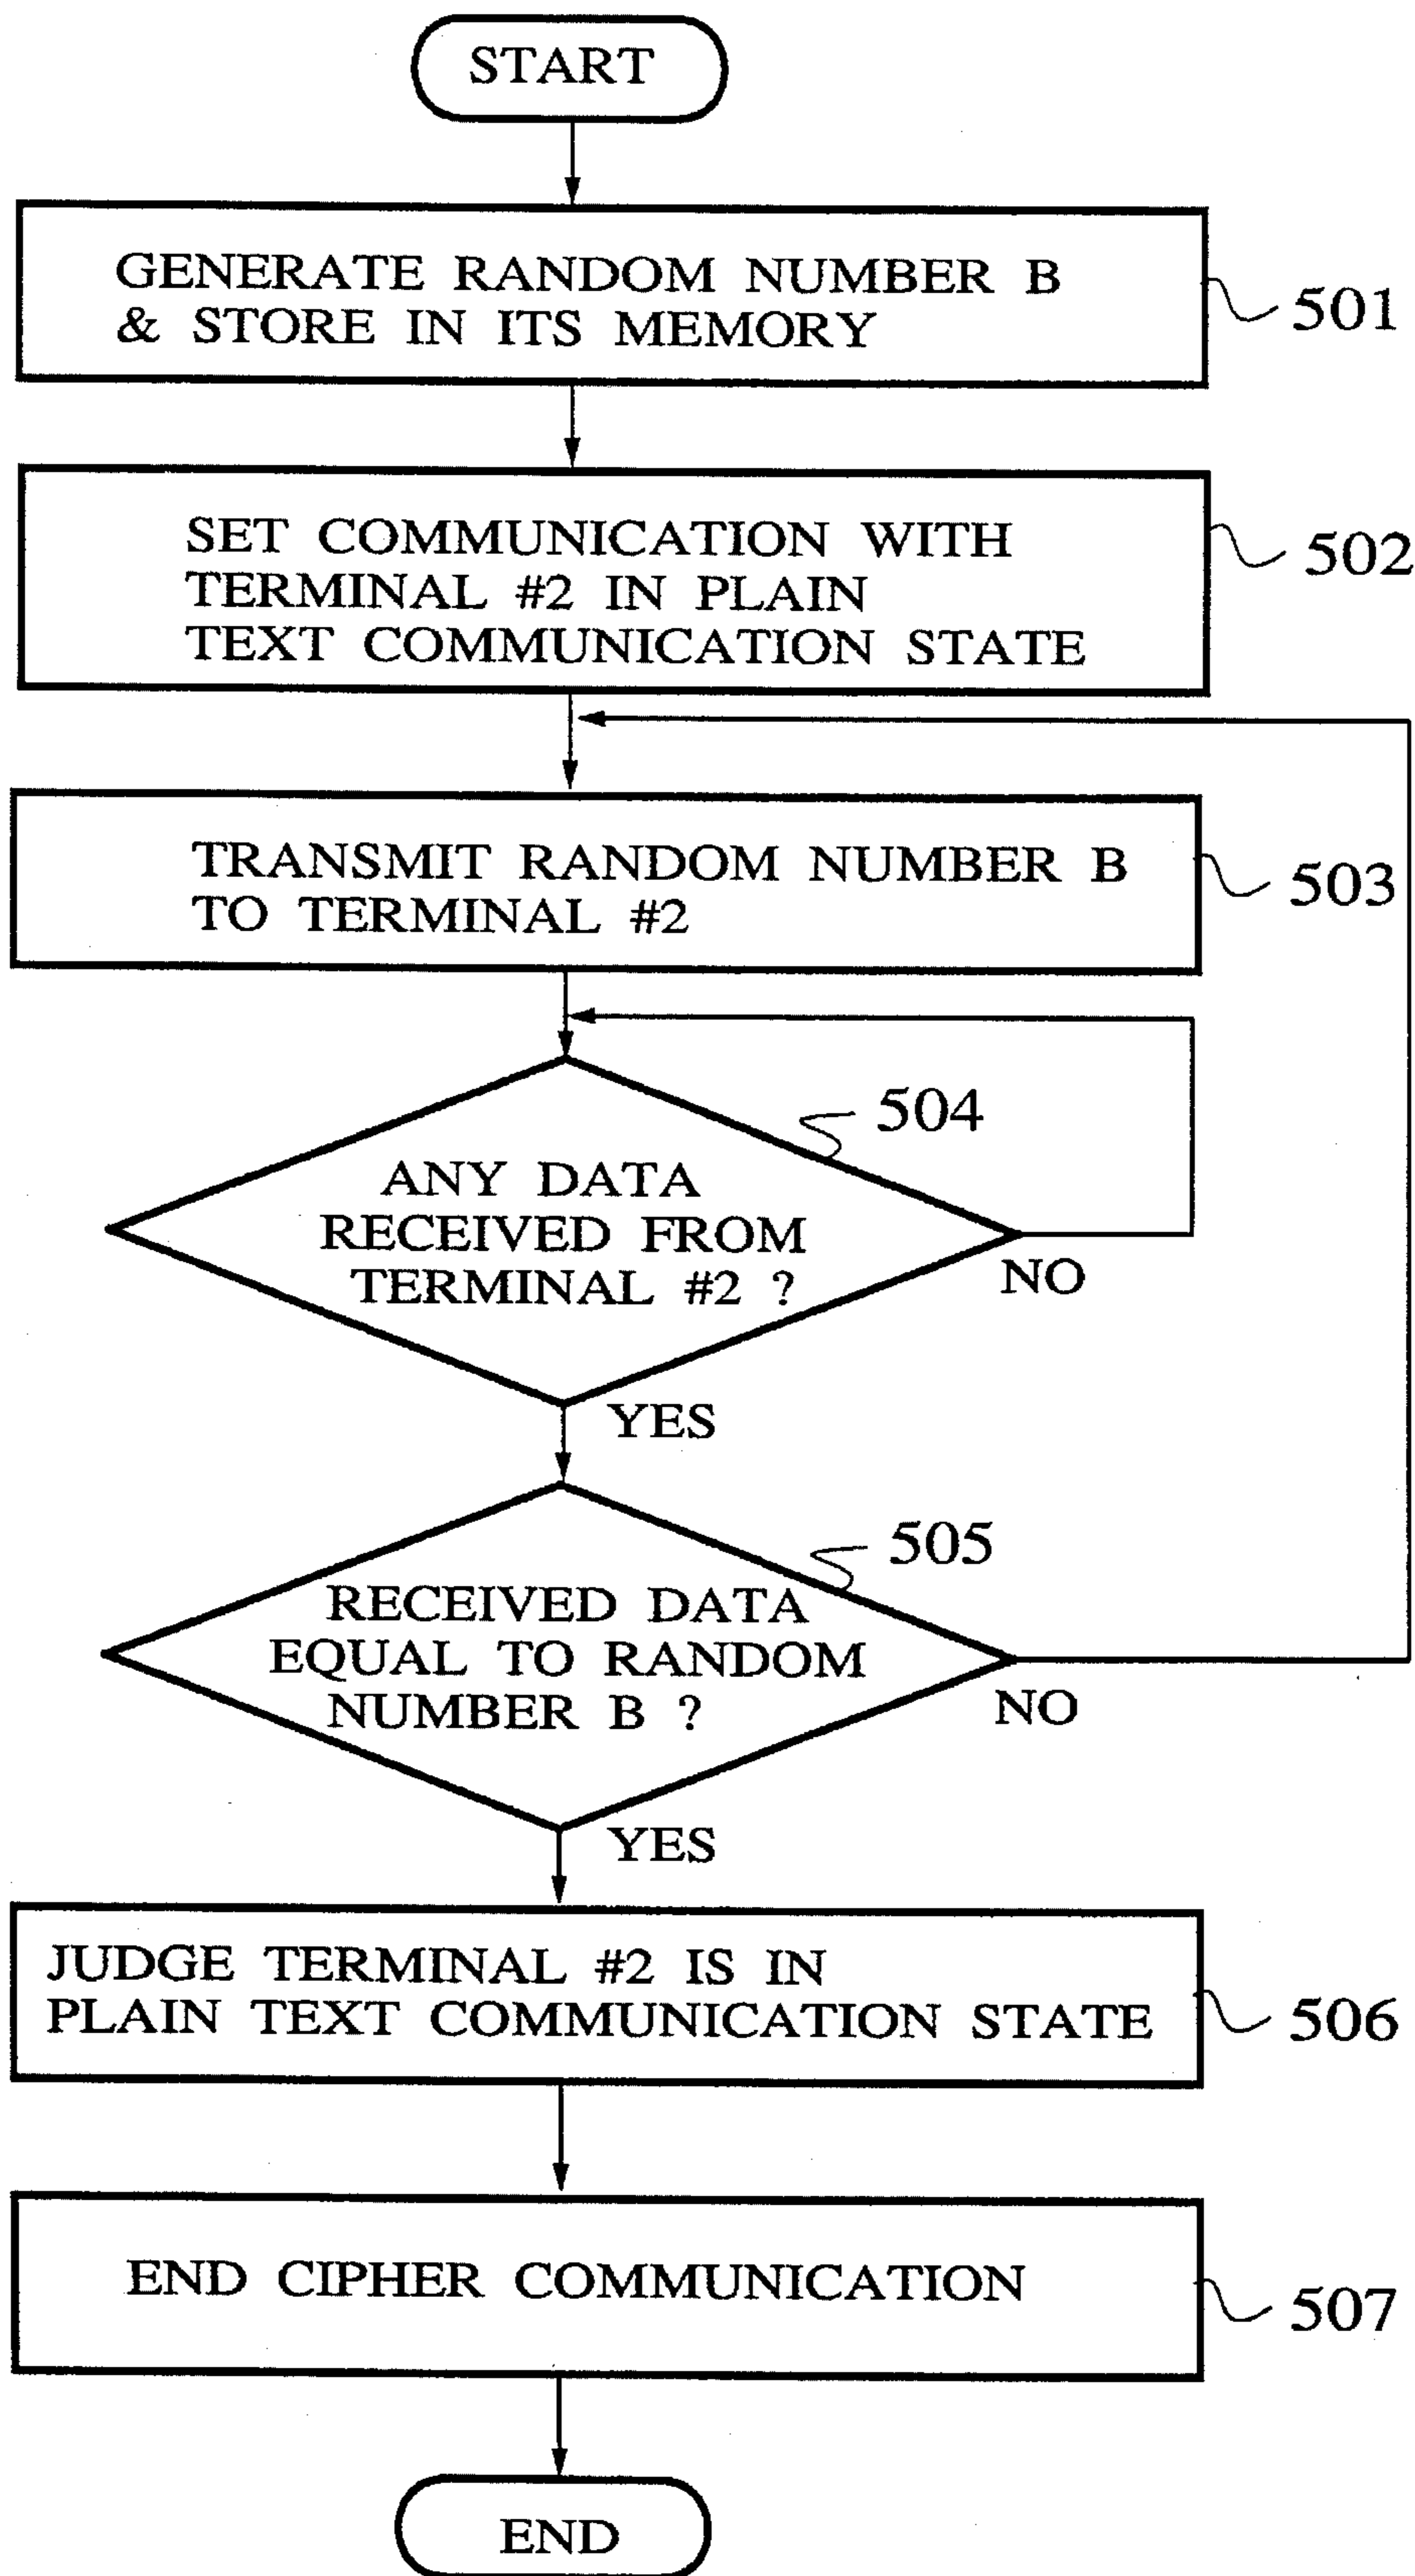 START
GENERATE RANDOM NUMBER B
& STORE IN ITS MEMORY
501
SET COMMUNICATION WITH
TERMINAL #2 IN PLAIN
TEXT COMMUNICATION STATE
502
TRANSMIT RANDOM NUMBER B
TO TERMINAL #2
503
504
ANY DATA
RECEIVED FROM
TERMINAL #2 ?
NO
YES
505
RECEIVED DATA
EQUAL TO RANDOM
NUMBER B ?
NO
YES
JUDGE TERMINAL #2 IS IN
PLAIN TEXT COMMUNICATION STATE
506
END CIPHER COMMUNICATION
507
END